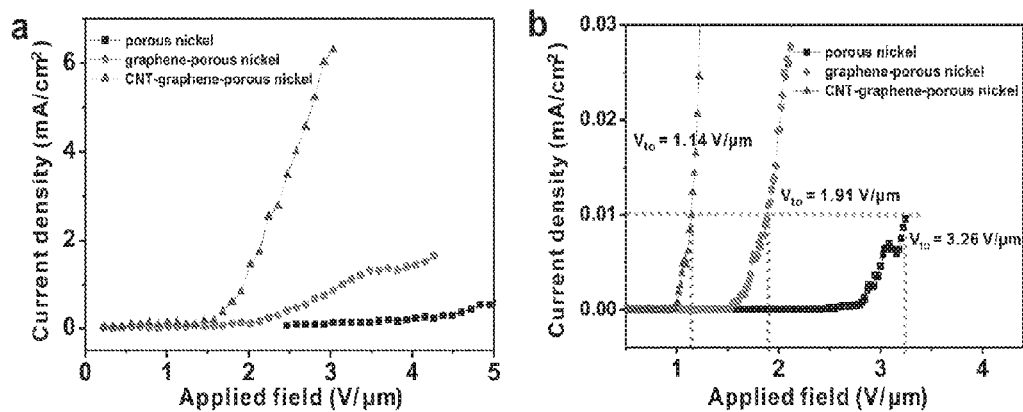 a
Current density (mA/cm²)
6
4
2
0
porous nickel
graphene-porous nickel
CNT-graphene-porous nickel
0
1
2
3
4
5
Applied field (V/μm)
b
Current density (mA/cm²)
0.03
0.02
0.01
0.00
porous nickel
graphene-porous nickel
CNT-graphene-porous nickel
Vto = 1.14 V/μm
Vto = 1.91 V/μm
Vto = 3.26 V/μm
1
2
3
4
Applied field (V/μm)